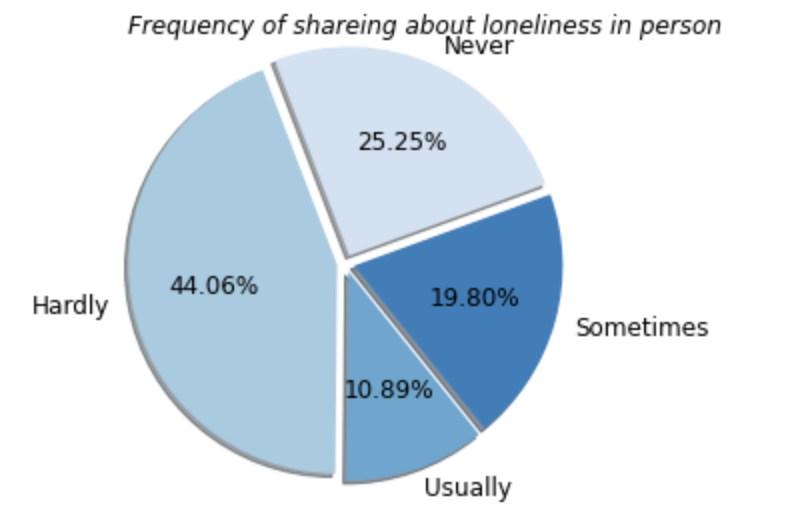 Frequency of shareing about loneliness in person
Never
25.25%
44.06%
Hardly
19.80%
Sometimes
10.89%
Usually